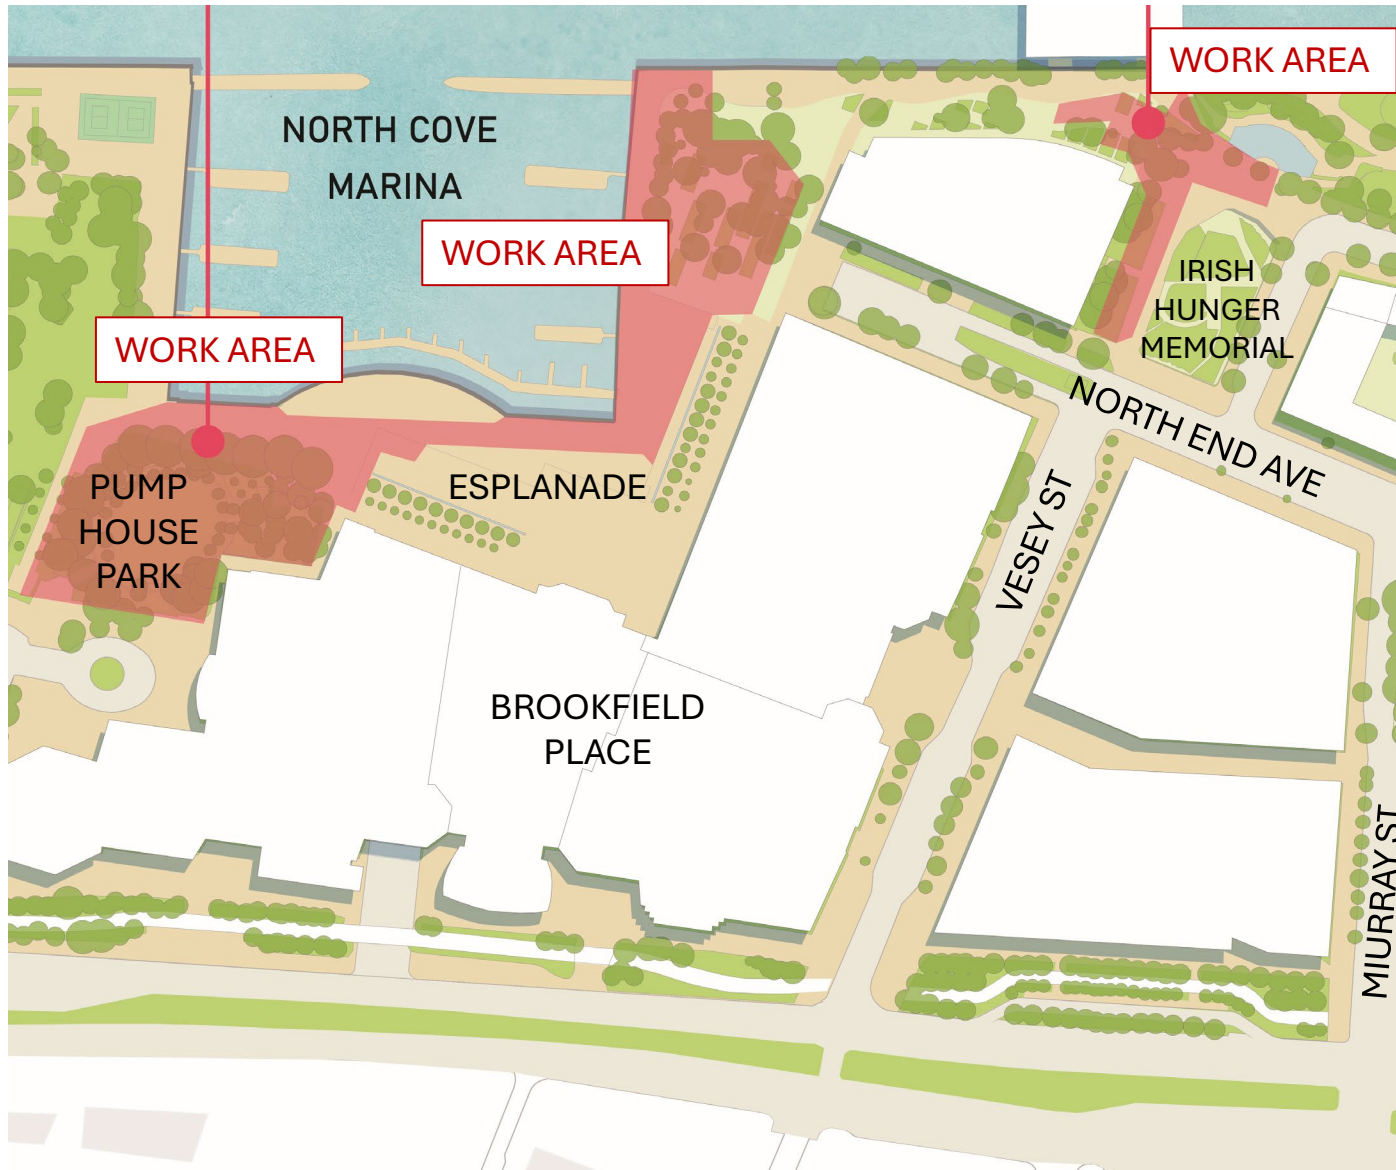 WORK AREA
NORTH COVE
MARINA
WORK AREA
WORK AREA
IRISH
HUNGER
MEMORIAL
NORTH END AVE
PUMP
HOUSE
PARK
ESPLANADE
VESEY ST
BROOKFIELD
PLACE
MIURRAY ST